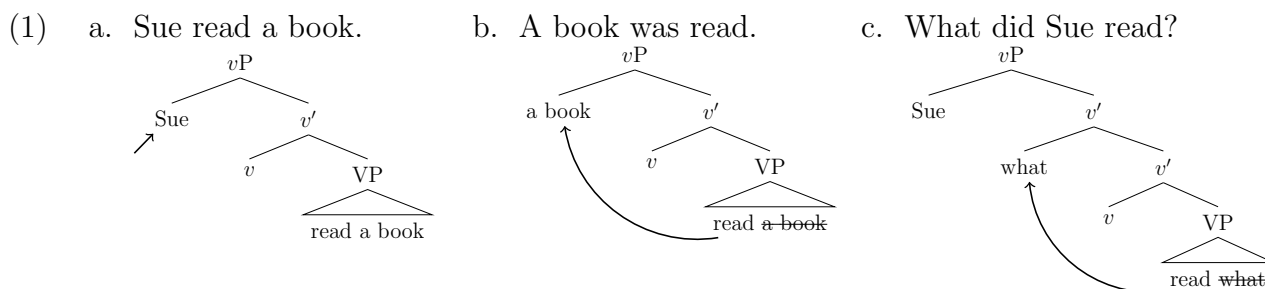 (1) a. Sue read a book. b. A book was read. c. What did Sue read?
vP vP vP
Sue v′ a book v′ Sue v′
v VP v VP what v′
read a book read a book v VP
read what